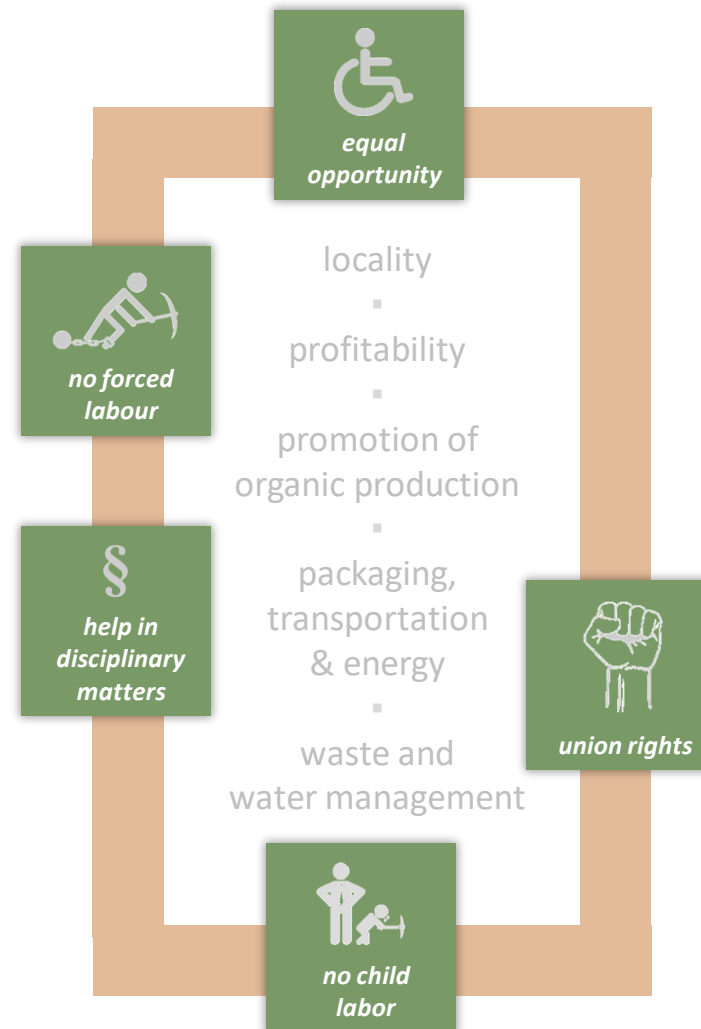 equal
opportunity
locality
▪
profitability
▪
promotion of
organic production
▪
packaging,
transportation
& energy
▪
waste and
water management
no forced
labour
§
help in
disciplinary
matters
union rights
no child
labor